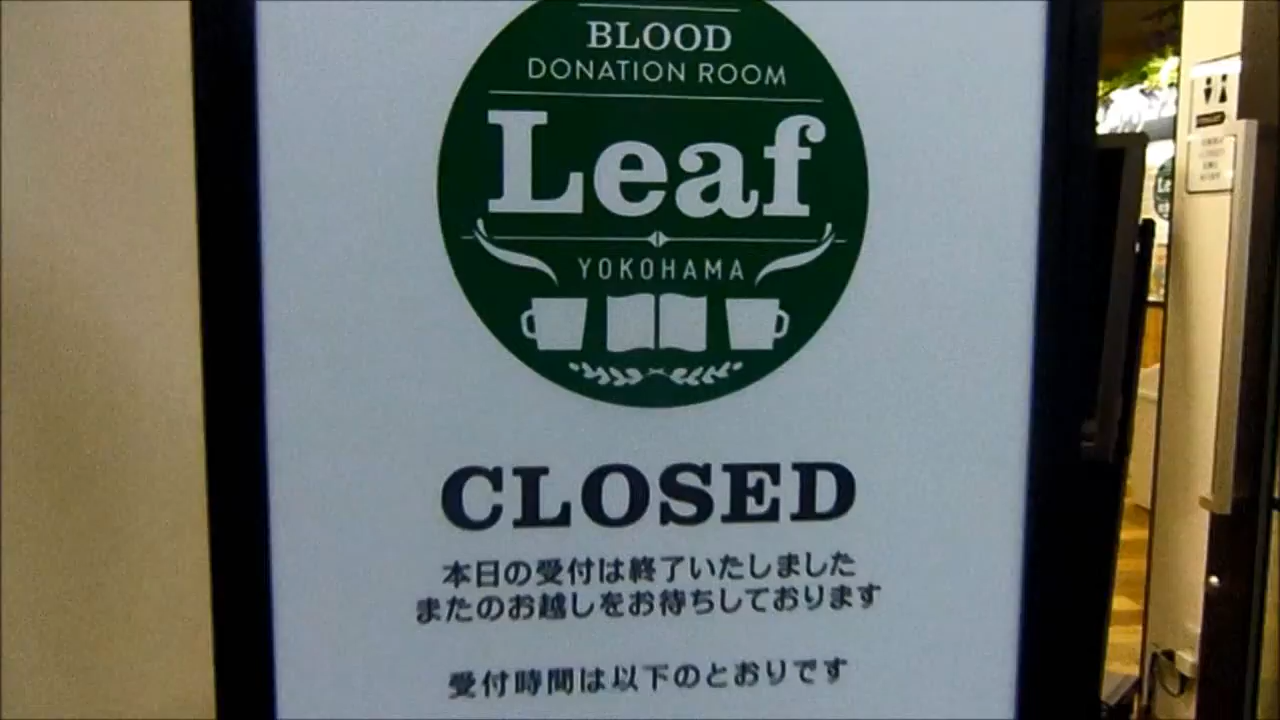 BLOOD
DONATION ROOM
Leaf
YOKOHAMA
CLOSED
本日の受付は終了いたしました
またのお越しをお待ちしております
受付時間は以下のとおりです